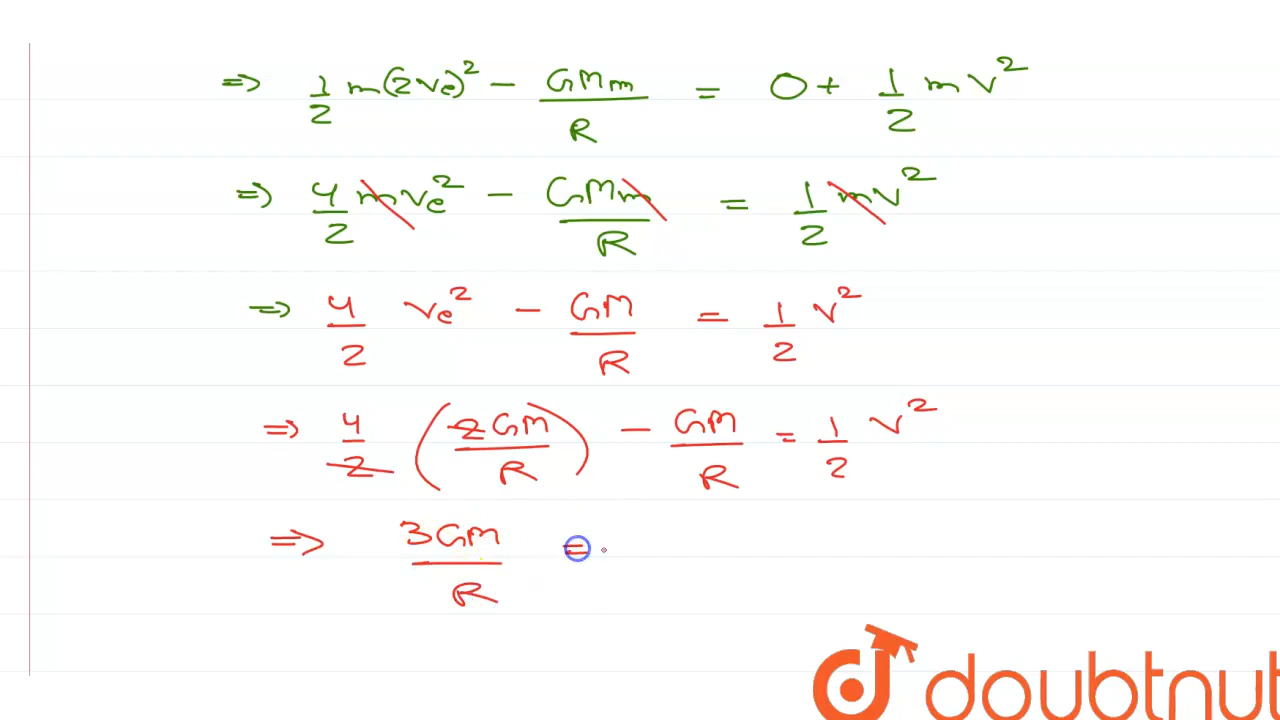 => 1/2 m(2ve)² - GMm/R = 0 + 1/2 mv²
=> 4/2 mve² - GMm/R = 1/2 mv²
=> 4/2 ve² - GM/R = 1/2 v²
=> 4/2 (2GM/R) - GM/R = 1/2 v²
=> 3GM/R =
doubtnut